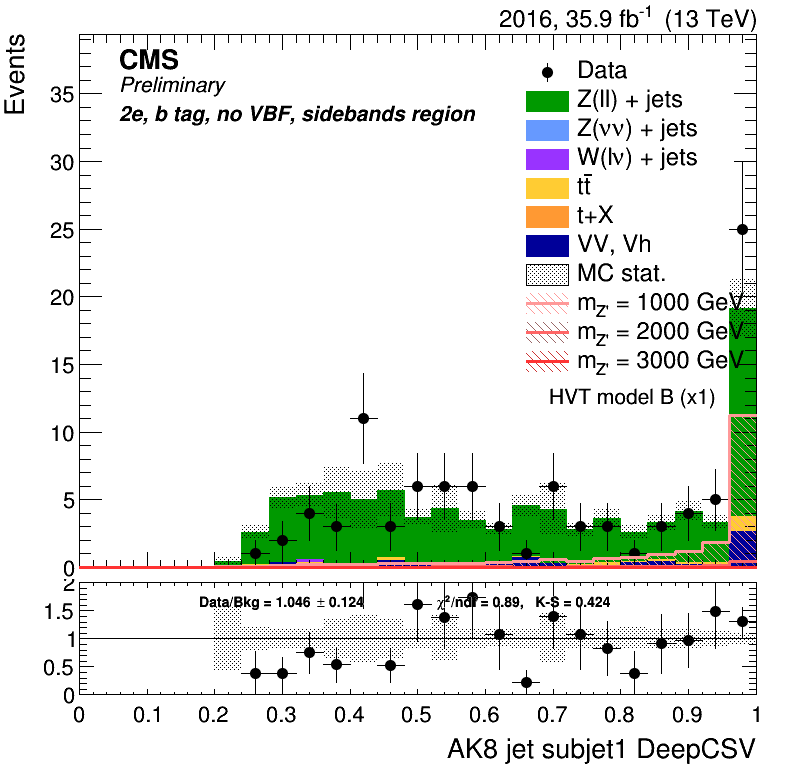 2016, 35.9 fb⁻¹ (13 TeV)
Events
CMS
Preliminary
2e, b tag, no VBF, sidebands region
Data
Z(ll) + jets
Z(νν) + jets
W(lν) + jets
tt̄
t+X
VV, Vh
MC stat.
m_Z' = 1000 GeV
m_Z' = 2000 GeV
m_Z' = 3000 GeV
HVT model B (x1)
35
30
25
20
15
10
5
0
Data/Bkg = 1.046 ± 0.124
χ²/ndf = 0.89, K-S = 0.424
2
1.5
1
0.5
0
0 0.1 0.2 0.3 0.4 0.5 0.6 0.7 0.8 0.9 1
AK8 jet subjet1 DeepCSV